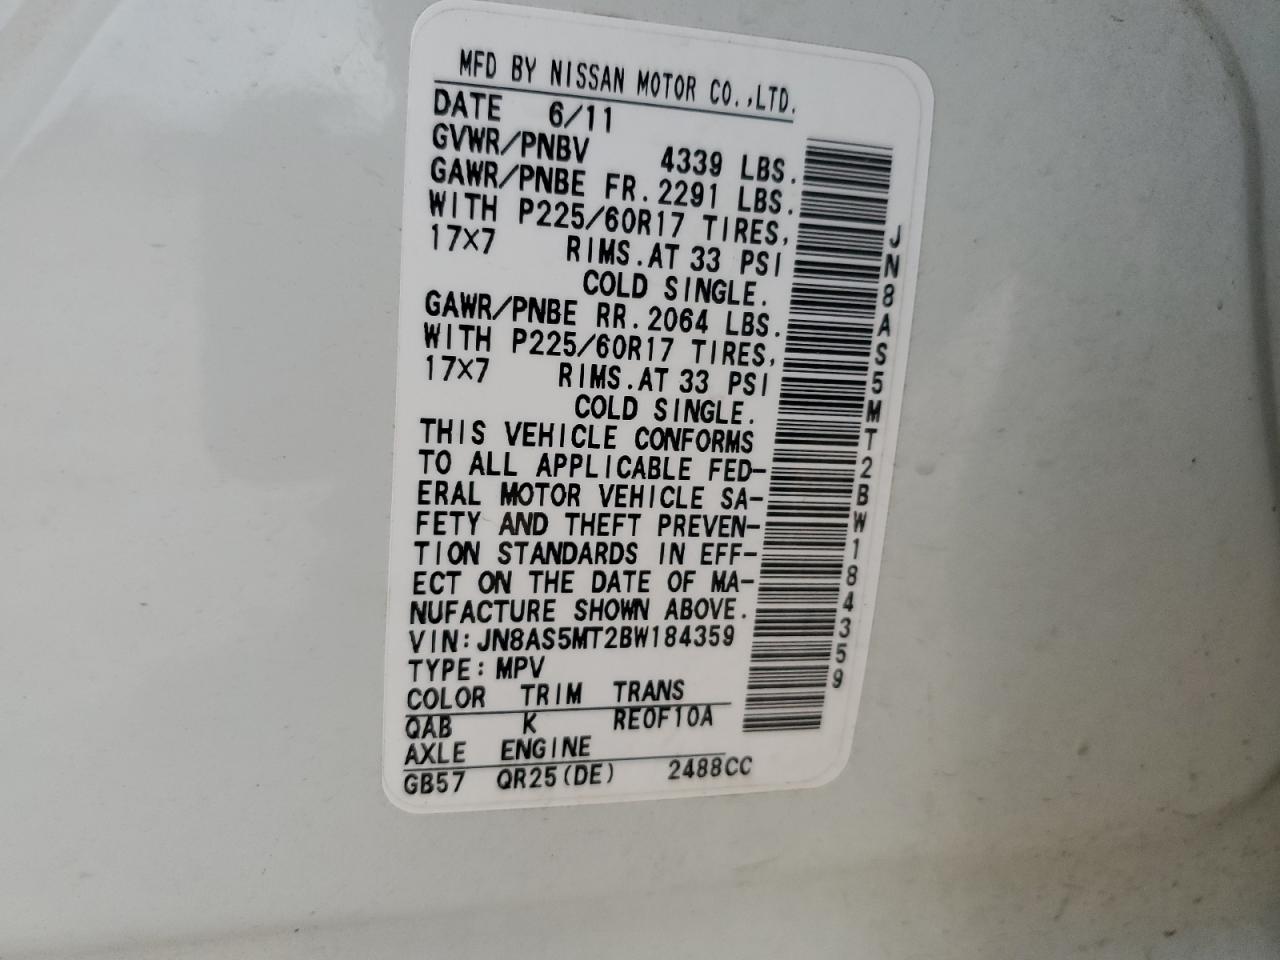 MFD BY NISSAN MOTOR CO.,LTD.
DATE 6/11
GVWR/PNBV 4339 LBS.
GAWR/PNBE FR.2291 LBS.
WITH P225/60R17 TIRES,
17×7 RIMS.AT 33 PSI
COLD SINGLE.
GAWR/PNBE RR.2064 LBS.
WITH P225/60R17 TIRES,
17×7 RIMS.AT 33 PSI
COLD SINGLE.
THIS VEHICLE CONFORMS
TO ALL APPLICABLE FED-
ERAL MOTOR VEHICLE SA-
FETY AND THEFT PREVEN-
TION STANDARDS IN EFF-
ECT ON THE DATE OF MA-
NUFACTURE SHOWN ABOVE.
VIN:JN8AS5MT2BW184359
TYPE:MPV
COLOR TRIM TRANS
QAB K RE0F10A
AXLE ENGINE
GB57 QR25(DE) 2488CC
JN8AS5MT2BW184359